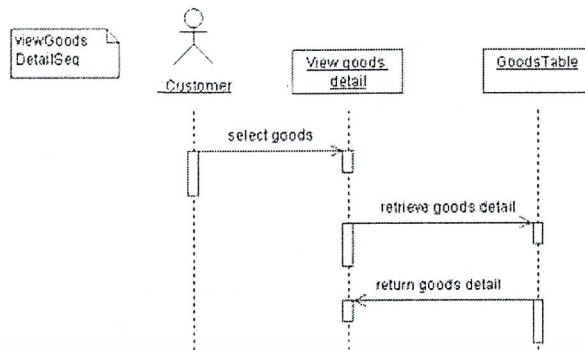 viewGoods
DetailSeq
Customer
View goods
detail
GoodsTable
select goods
retrieve goods detail
return goods detail